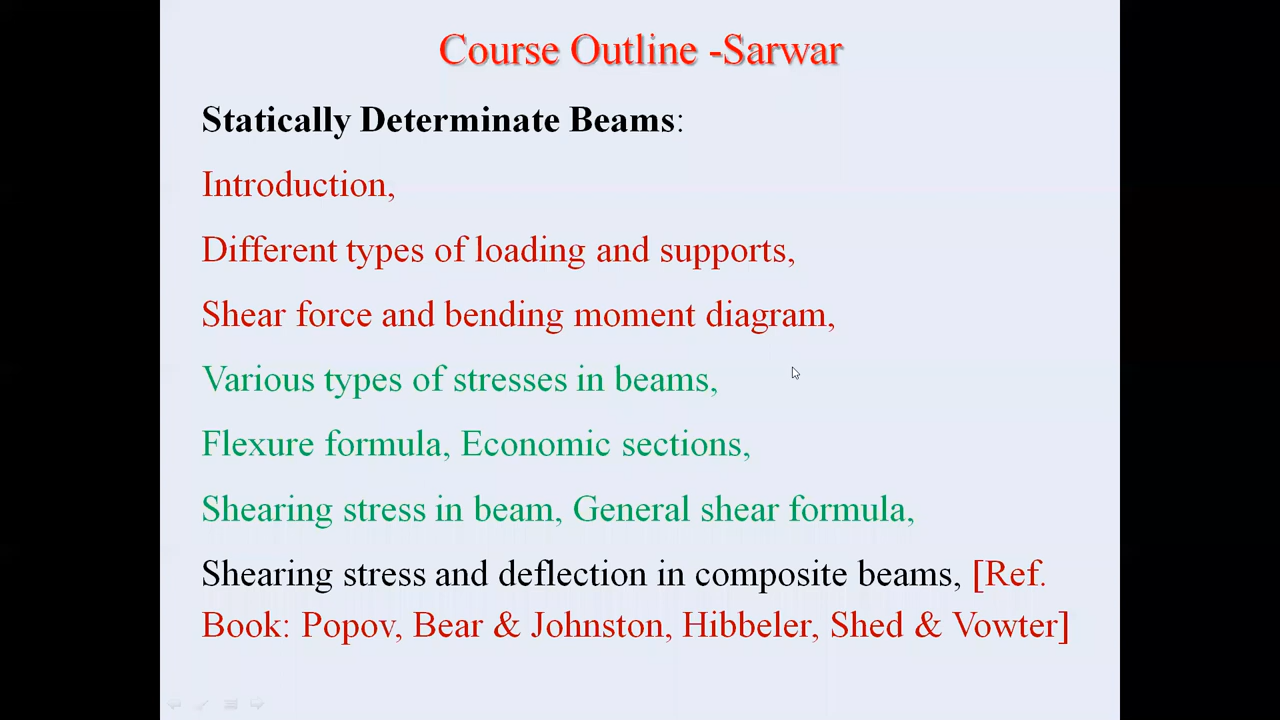 Course Outline -Sarwar
Statically Determinate Beams:
Introduction,
Different types of loading and supports,
Shear force and bending moment diagram,
Various types of stresses in beams,
Flexure formula, Economic sections,
Shearing stress in beam, General shear formula,
Shearing stress and deflection in composite beams, [Ref.
Book: Popov, Bear & Johnston, Hibbeler, Shed & Vowter]